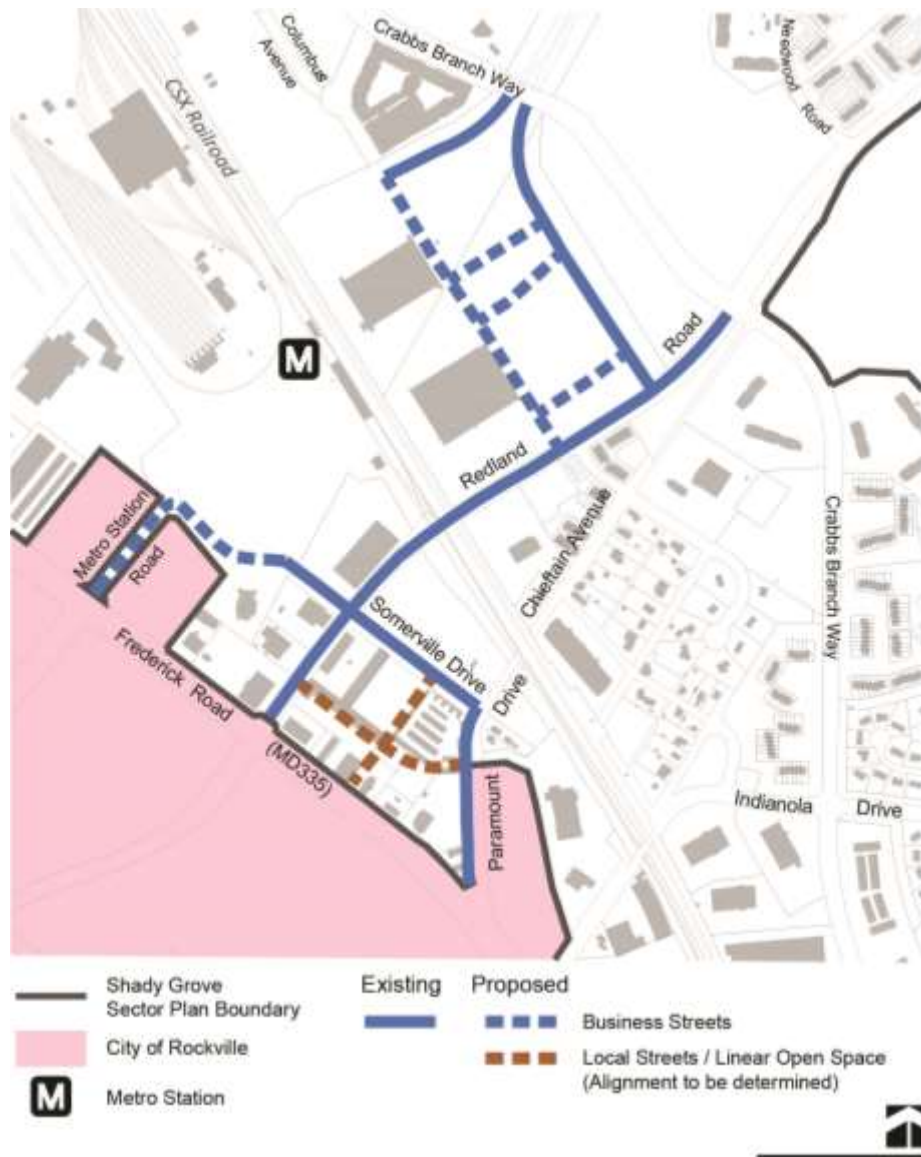 Crabbs Branch Way
Columbus
Avenue
Needwood
Road
CSX Railroad
M
Road
Redland
Chieftain Avenue
Crabbs Branch Way
Metro Station
Road
Somerville Drive
Drive
Frederick Road
(MD335)
Paramount
Indianola Drive
Shady Grove
Sector Plan Boundary
City of Rockville
M
Metro Station
Existing
Proposed
Business Streets
Local Streets / Linear Open Space
(Alignment to be determined)